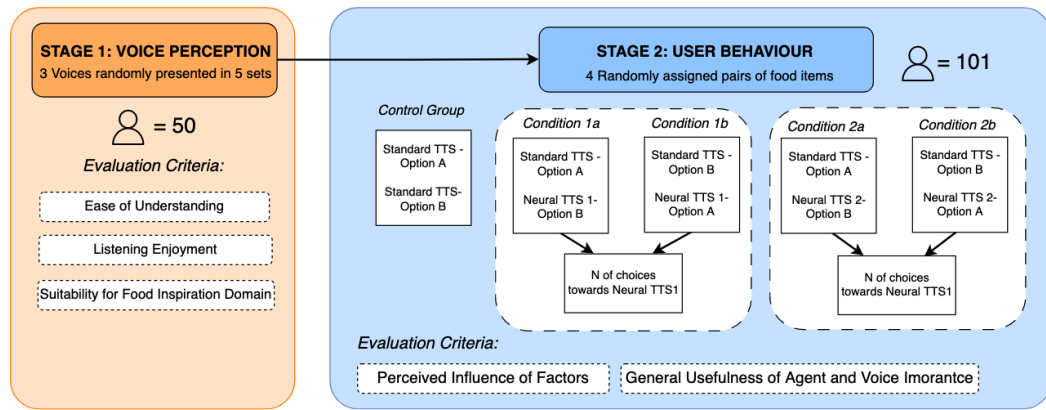 STAGE 1: VOICE PERCEPTION
3 Voices randomly presented in 5 sets
= 50
Evaluation Criteria:
Ease of Understanding
Listening Enjoyment
Suitability for Food Inspiration Domain
STAGE 2: USER BEHAVIOUR
4 Randomly assigned pairs of food items
= 101
Control Group
Standard TTS -
Option A
Standard TTS-
Option B
Condition 1a
Standard TTS -
Option A
Neural TTS 1-
Option B
Condition 1b
Standard TTS -
Option B
Neural TTS 1-
Option A
N of choices
towards Neural TTS1
Condition 2a
Standard TTS -
Option A
Neural TTS 2-
Option B
Condition 2b
Standard TTS -
Option B
Neural TTS 2-
Option A
N of choices
towards Neural TTS1
Evaluation Criteria:
Perceived Influence of Factors
General Usefulness of Agent and Voice Imorantce